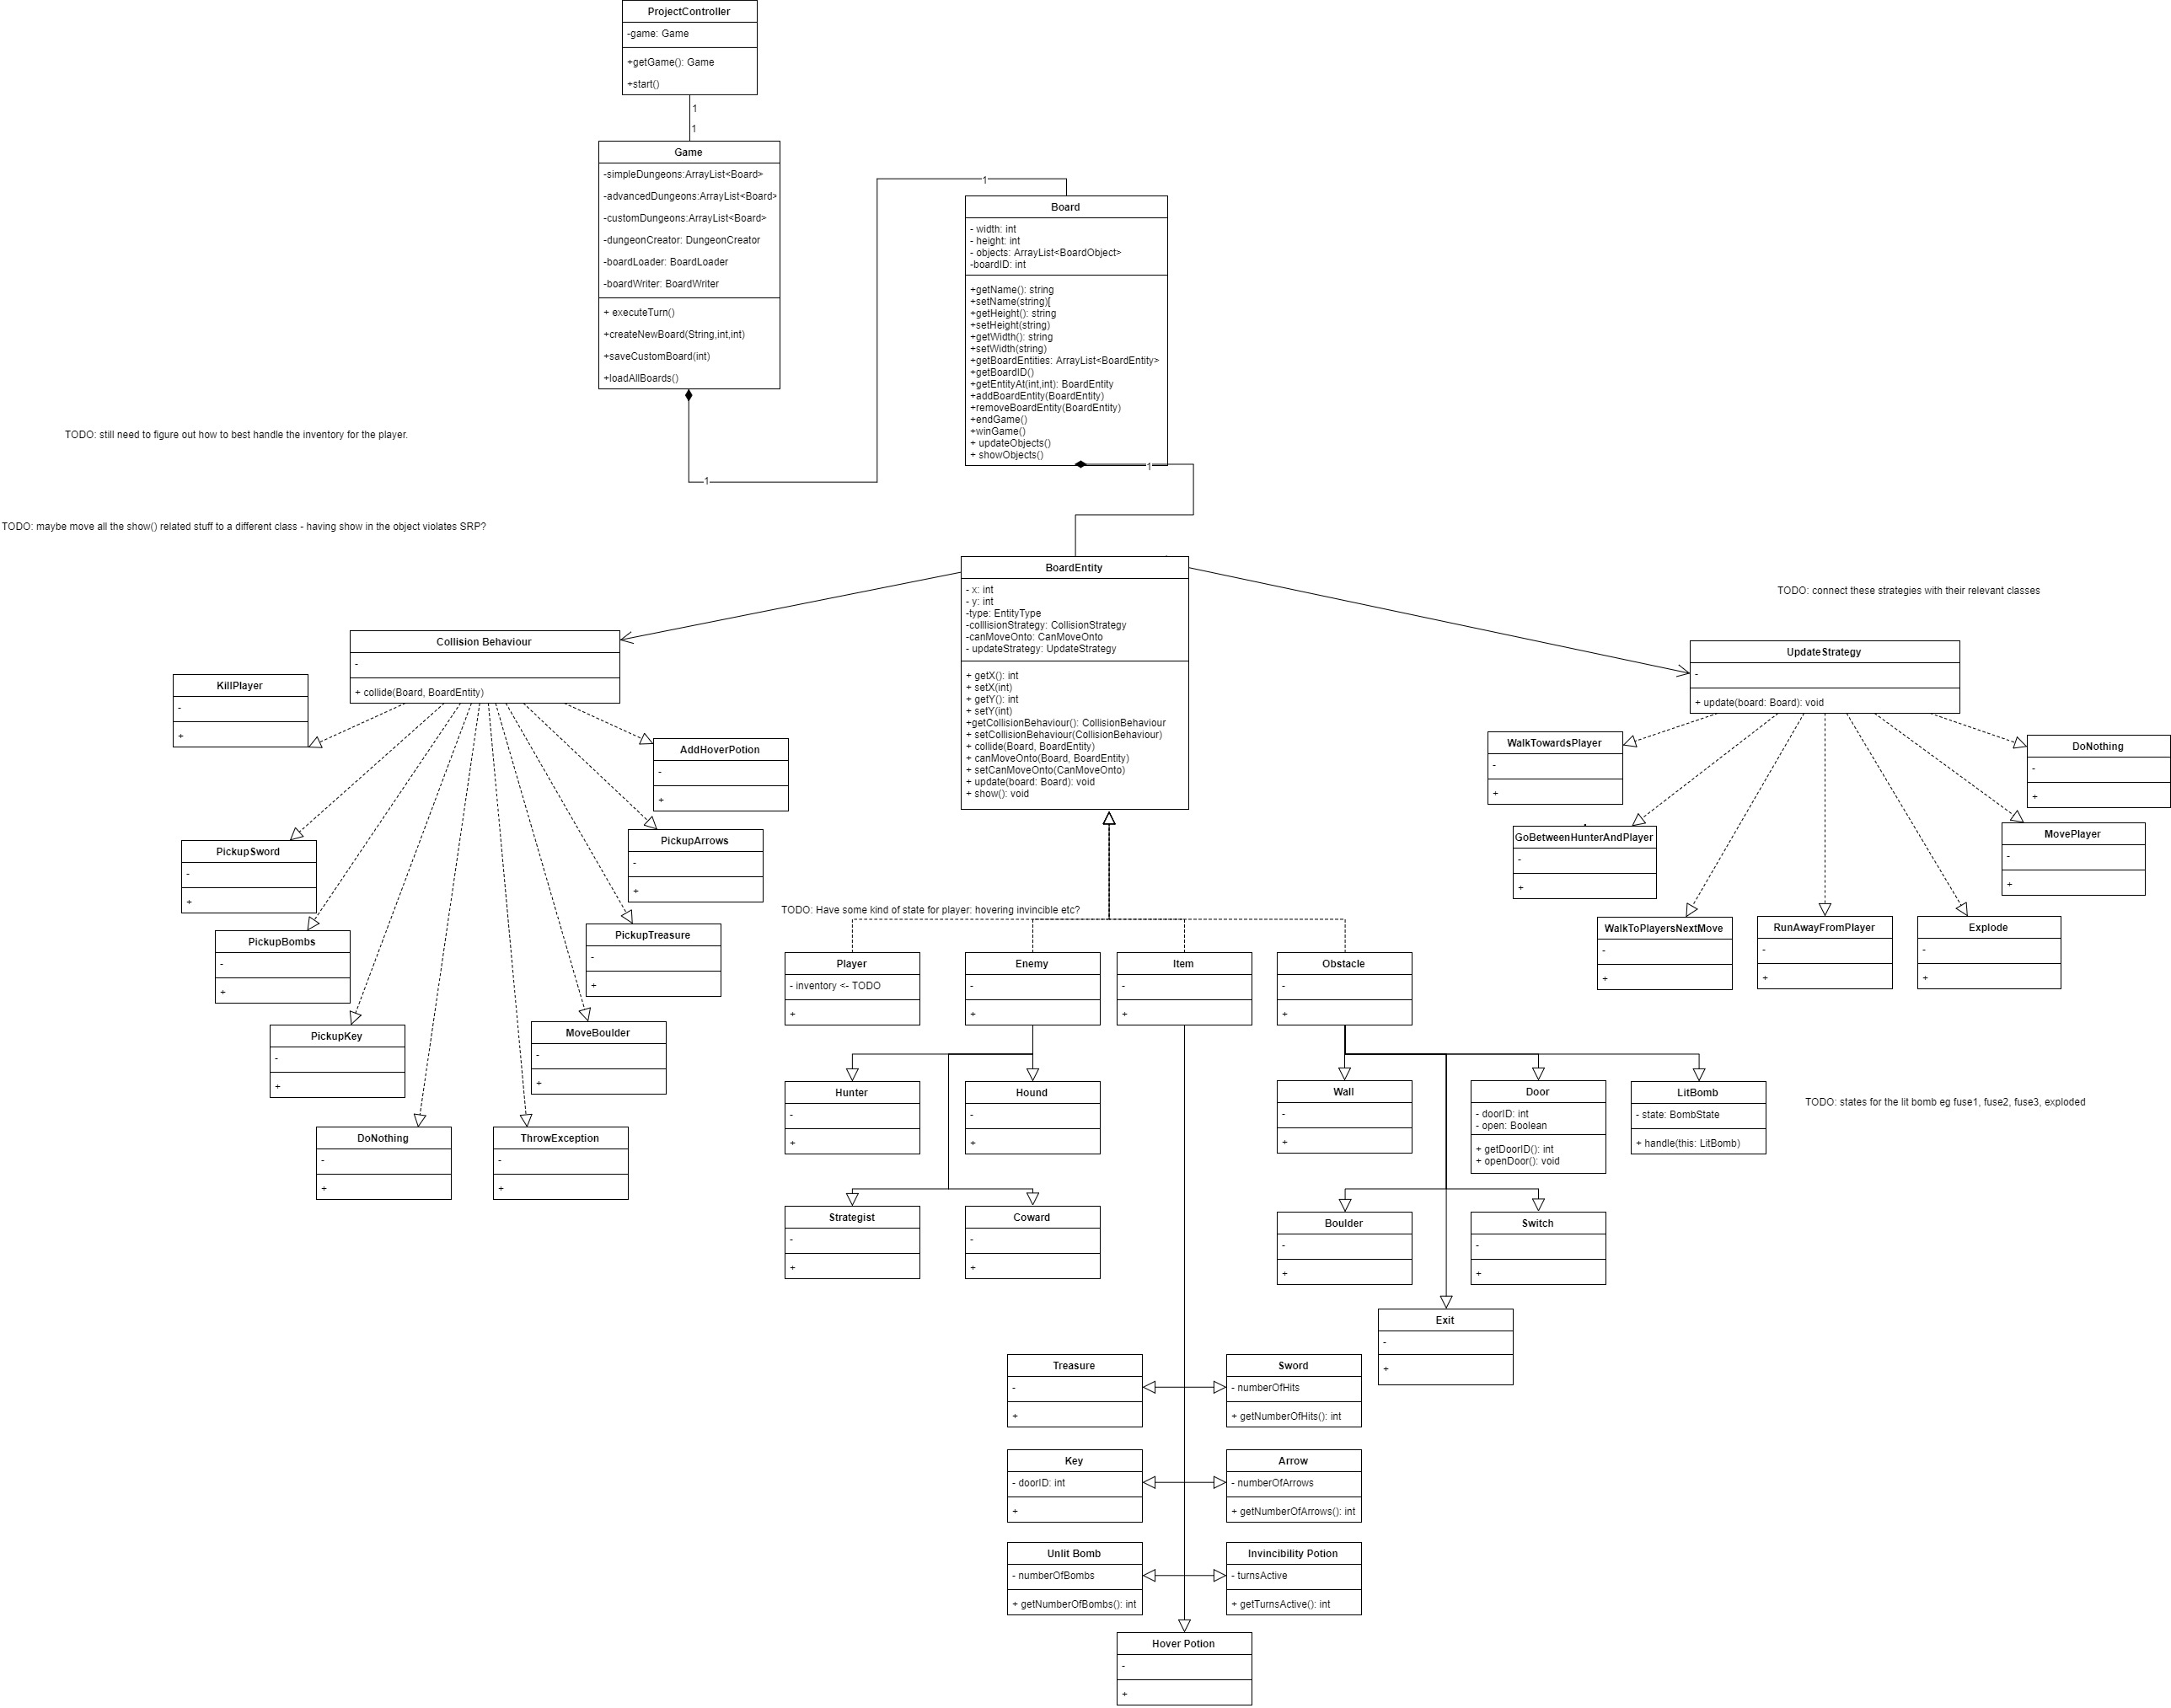 ProjectController
-game: Game
+getGame(): Game
+start()
1
1
Game
-simpleDungeons:ArrayList<Board>
-advancedDungeons:ArrayList<Board>
-customDungeons:ArrayList<Board>
-dungeonCreator: DungeonCreator
-boardLoader: BoardLoader
-boardWriter: BoardWriter
+ executeTurn()
+createNewBoard(String,int,int)
+saveCustomBoard(int)
+loadAllBoards()
1
1
Board
- width: int
- height: int
- objects: ArrayList<BoardObject>
-boardID: int
+getName(): string
+setName(string)[
+getHeight(): string
+setHeight(string)
+getWidth(): string
+setWidth(string)
+getBoardEntities: ArrayList<BoardEntity>
+getBoardID()
+getEntityAt(int,int): BoardEntity
+addBoardEntity(BoardEntity)
+removeBoardEntity(BoardEntity)
+endGame()
+winGame()
+ updateObjects()
+ showObjects()
1
TODO: still need to figure out how to best handle the inventory for the player.
TODO: maybe move all the show() related stuff to a different class - having show in the object violates SRP?
BoardEntity
- x: int
- y: int
-type: EntityType
-colllisionStrategy: CollisionStrategy
-canMoveOnto: CanMoveOnto
- updateStrategy: UpdateStrategy
+ getX(): int
+ setX(int)
+ getY(): int
+ setY(int)
+getCollisionBehaviour(): CollisionBehaviour
+ setCollisionBehaviour(CollisionBehaviour)
+ collide(Board, BoardEntity)
+ canMoveOnto(Board, BoardEntity)
+ setCanMoveOnto(CanMoveOnto)
+ update(board: Board): void
+ show(): void
TODO: connect these strategies with their relevant classes
Collision Behaviour
-
+ collide(Board, BoardEntity)
KillPlayer
-
+
AddHoverPotion
-
+
PickupSword
-
+
PickupArrows
-
+
PickupBombs
-
+
PickupTreasure
-
+
PickupKey
-
+
MoveBoulder
-
+
DoNothing
-
+
ThrowException
-
+
UpdateStrategy
-
+ update(board: Board): void
WalkTowardsPlayer
-
+
DoNothing
-
+
GoBetweenHunterAndPlayer
-
+
MovePlayer
-
+
WalkToPlayersNextMove
-
+
RunAwayFromPlayer
-
+
Explode
-
+
TODO: Have some kind of state for player: hovering invincible etc?
Player
- inventory <- TODO
+
Enemy
-
+
Item
-
+
Obstacle
-
+
Hunter
-
+
Hound
-
+
Strategist
-
+
Coward
-
+
Wall
-
+
Door
- doorID: int
- open: Boolean
+ getDoorID(): int
+ openDoor(): void
LitBomb
- state: BombState
+ handle(this: LitBomb)
TODO: states for the lit bomb eg fuse1, fuse2, fuse3, exploded
Boulder
-
+
Switch
-
+
Exit
-
+
Treasure
-
+
Sword
- numberOfHits
+ getNumberOfHits(): int
Key
- doorID: int
+
Arrow
- numberOfArrows
+ getNumberOfArrows(): int
Unlit Bomb
- numberOfBombs
+ getNumberOfBombs(): int
Invincibility Potion
- turnsActive
+ getTurnsActive(): int
Hover Potion
-
+